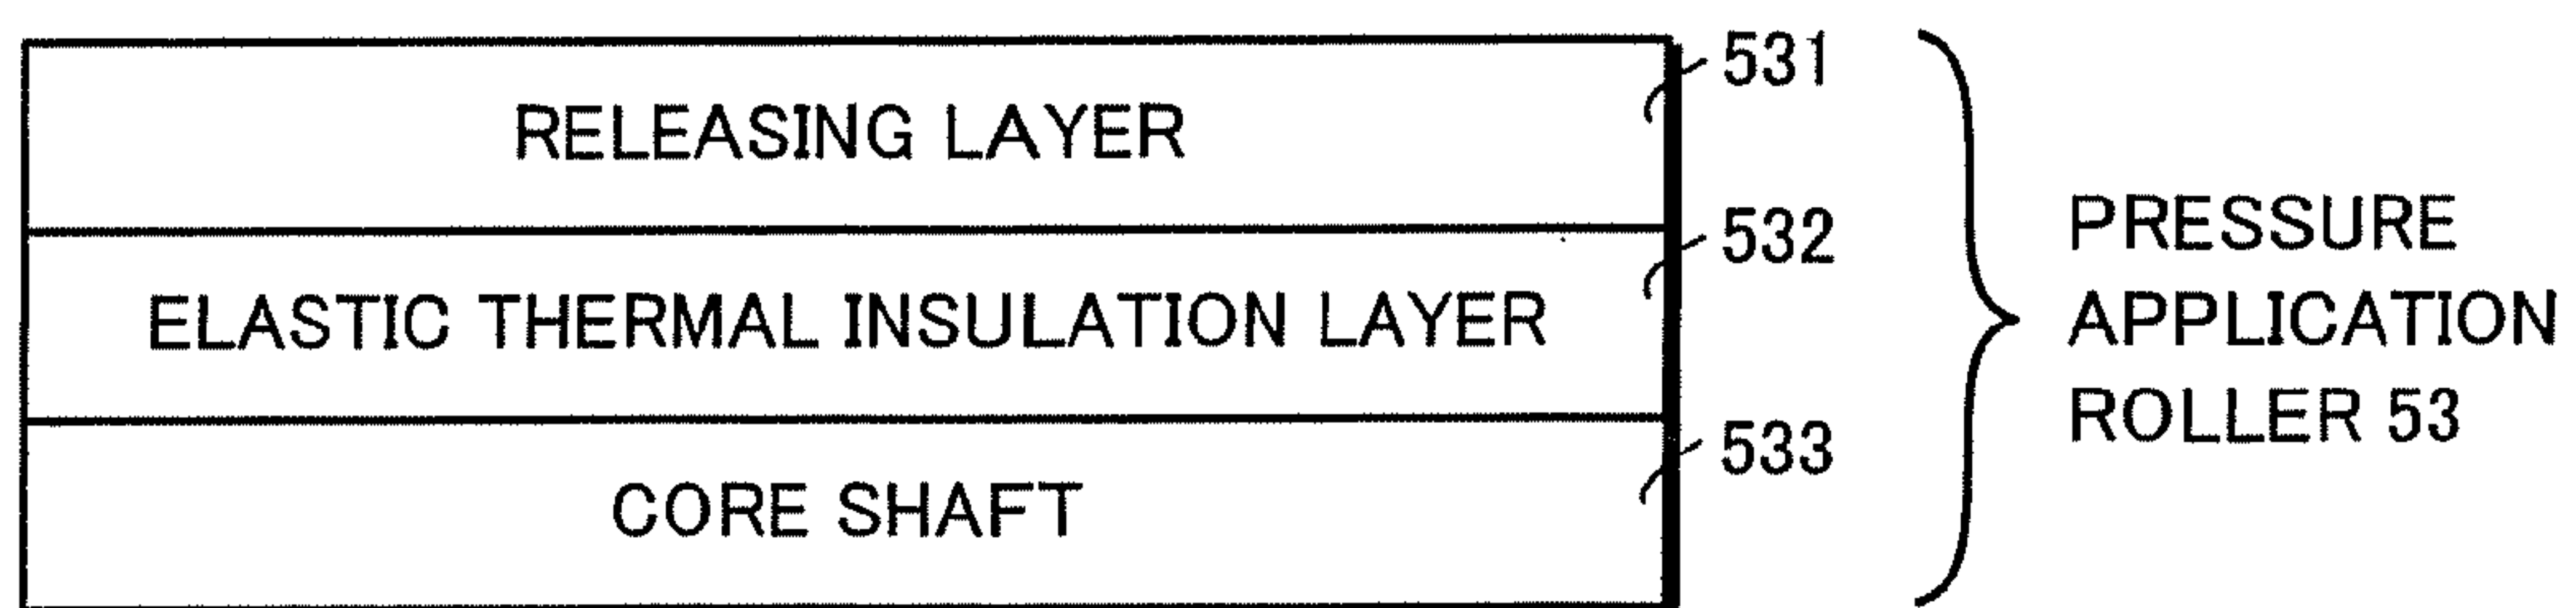 RELEASING LAYER
531
ELASTIC THERMAL INSULATION LAYER
532
CORE SHAFT
533
PRESSURE
APPLICATION
ROLLER 53